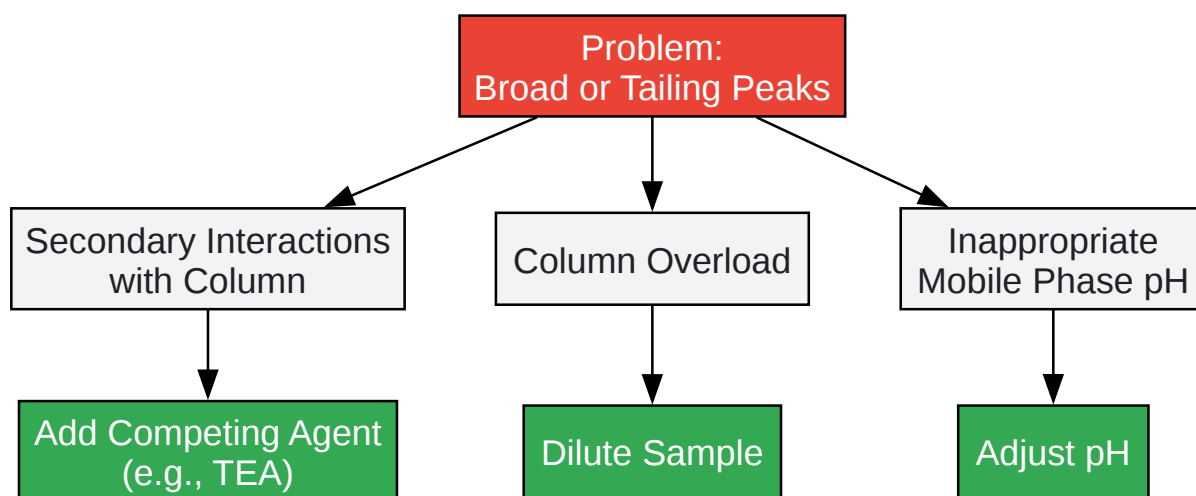 Problem:
Broad or Tailing Peaks
Secondary Interactions
with Column
Column Overload
Inappropriate
Mobile Phase pH
Add Competing Agent
(e.g., TEA)
Dilute Sample
Adjust pH